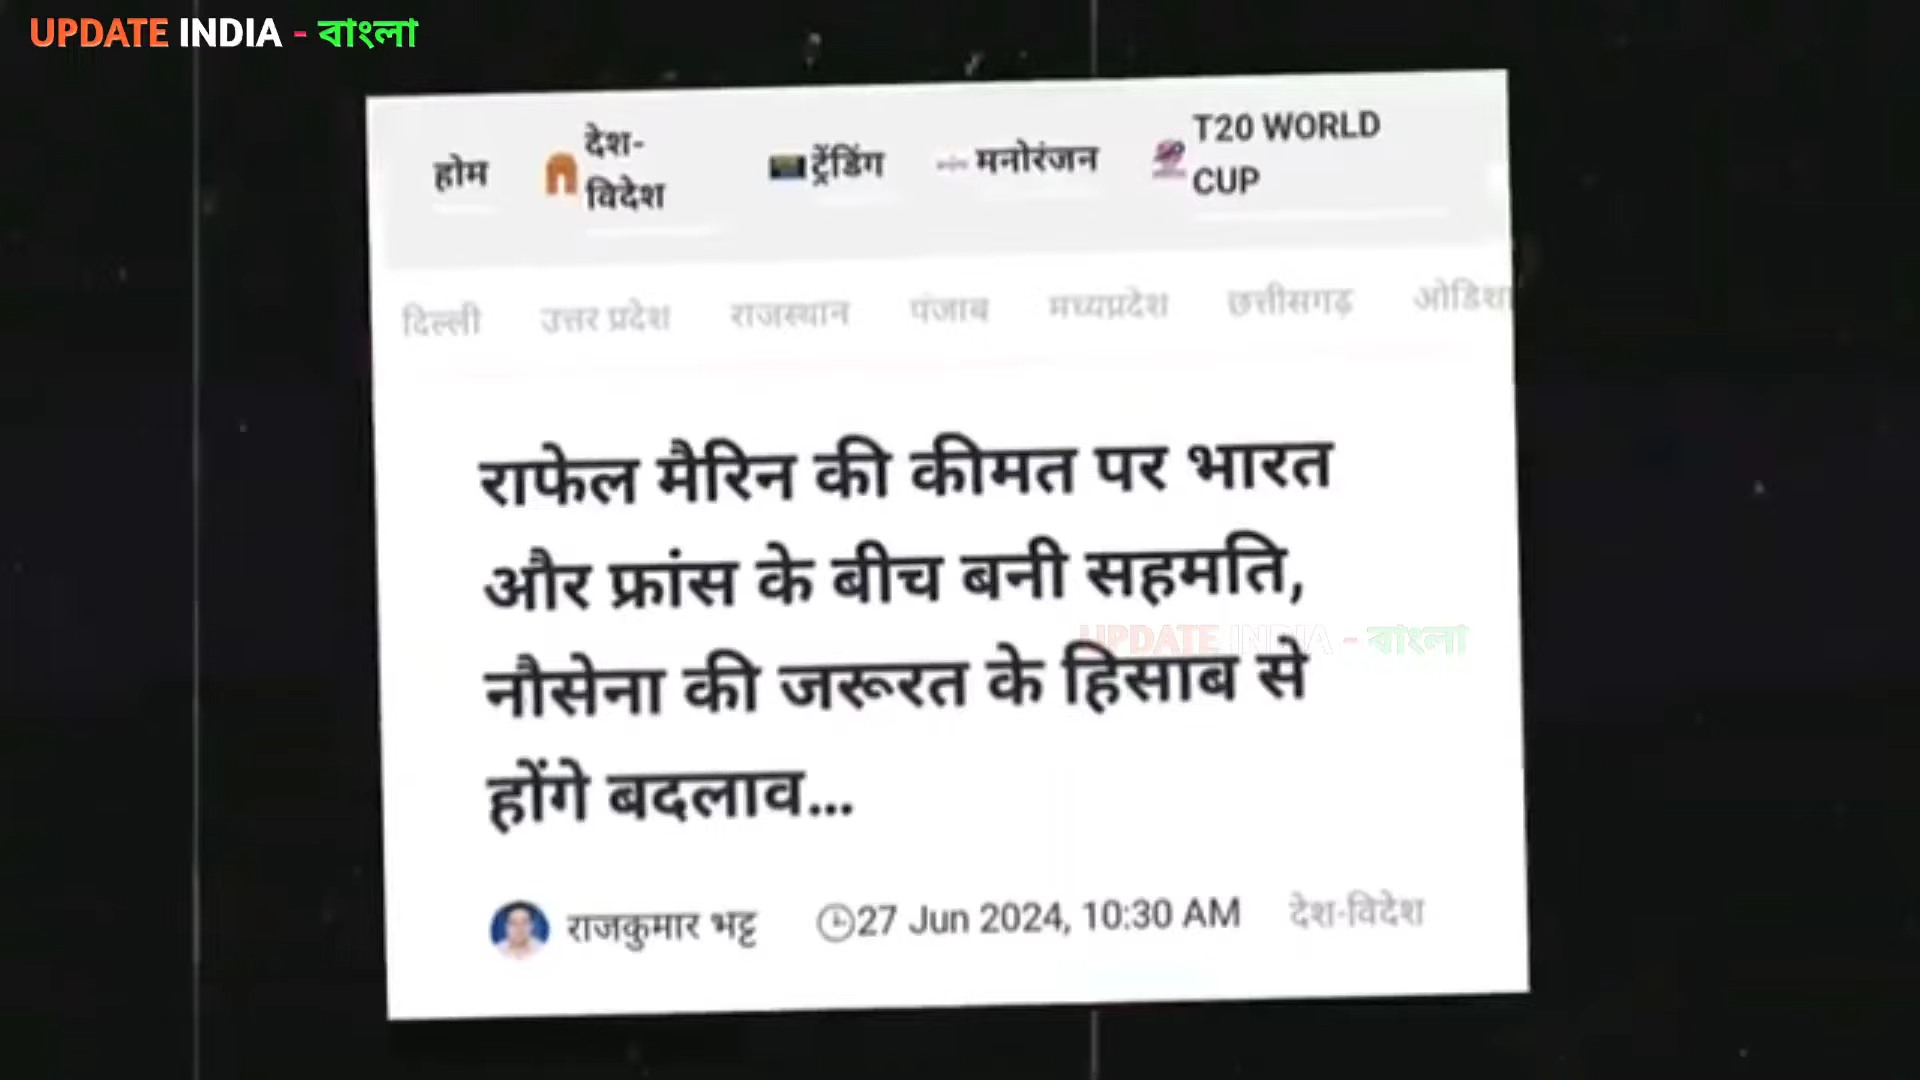 UPDATE INDIA - বাংলা
होम देश-विदेश ट्रेंडिंग मनोरंजन T20 WORLD CUP
दिल्ली उत्तर प्रदेश राजस्थान पंजाब मध्यप्रदेश छत्तीसगढ़ ओडिशा
राफेल मैरिन की कीमत पर भारत
और फ्रांस के बीच बनी सहमति,
नौसेना की जरूरत के हिसाब से
होंगे बदलाव...
UPDATE INDIA - বাংলা
राजकुमार भट्ट 27 Jun 2024, 10:30 AM देश-विदेश